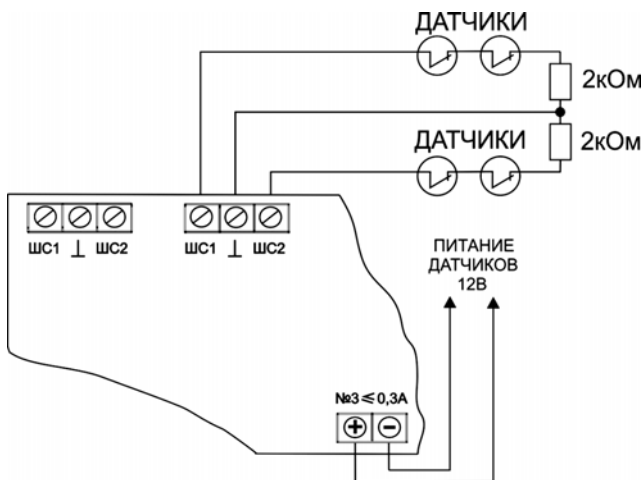 ДАТЧИКИ
2кОм
ДАТЧИКИ
2кОм
ШС1 ⊥ ШС2 ШС1 ⊥ ШС2
ПИТАНИЕ
ДАТЧИКОВ
12В
№3 ⩽ 0,3А
+ −